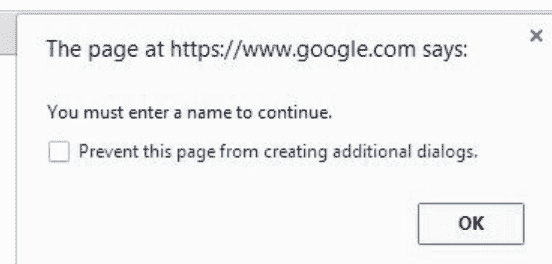 The page at https://www.google.com says:
You must enter a name to continue.
Prevent this page from creating additional dialogs.
OK